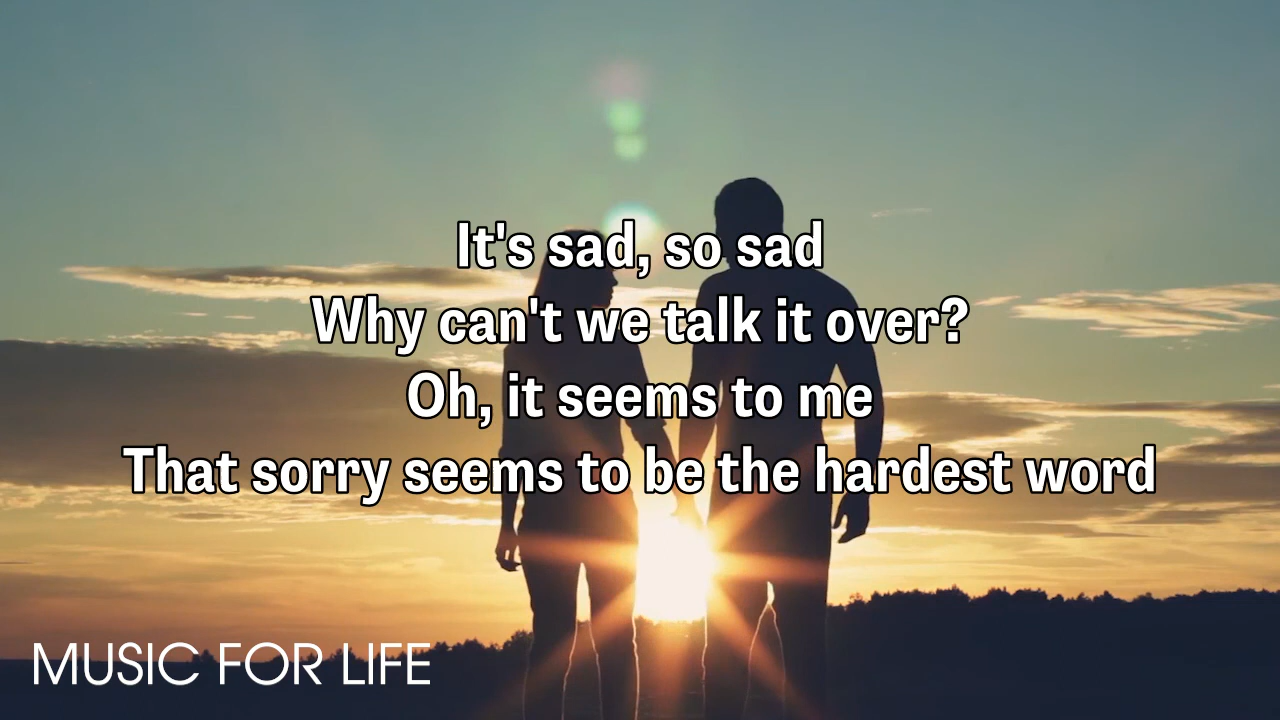 It's sad, so sad
Why can't we talk it over?
Oh, it seems to me
That sorry seems to be the hardest word
MUSIC FOR LIFE